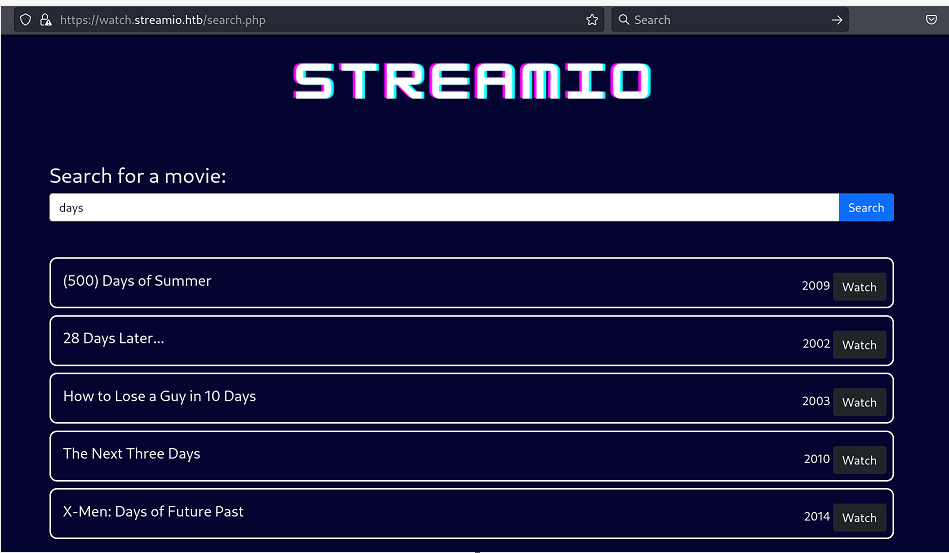 https://watch.streamio.htb/search.php Search
STREAMIO
Search for a movie:
days Search
(500) Days of Summer 2009 Watch
28 Days Later... 2002 Watch
How to Lose a Guy in 10 Days 2003 Watch
The Next Three Days 2010 Watch
X-Men: Days of Future Past 2014 Watch